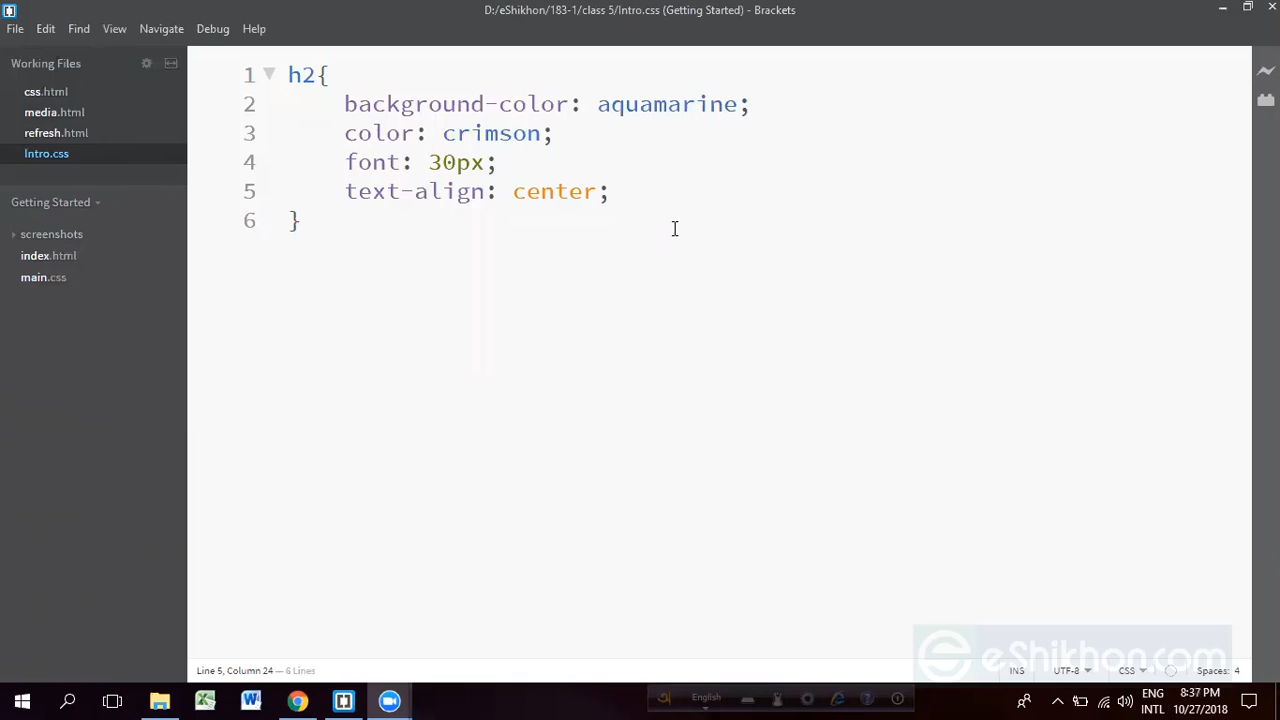 D:/eShikhon/183-1/class 5/Intro.css (Getting Started) - Brackets
File Edit Find View Navigate Debug Help
Working Files
css.html
media.html
refresh.html
Intro.css
Getting Started
screenshots
index.html
main.css
1 h2{
2 background-color: aquamarine;
3 color: crimson;
4 font: 30px;
5 text-align: center;
6 }
eShikhon.com
Line 5, Column 24 — 6 Lines
INS UTF-8 CSS Spaces: 4
English
ENG
INTL
8:37 PM
10/27/2018